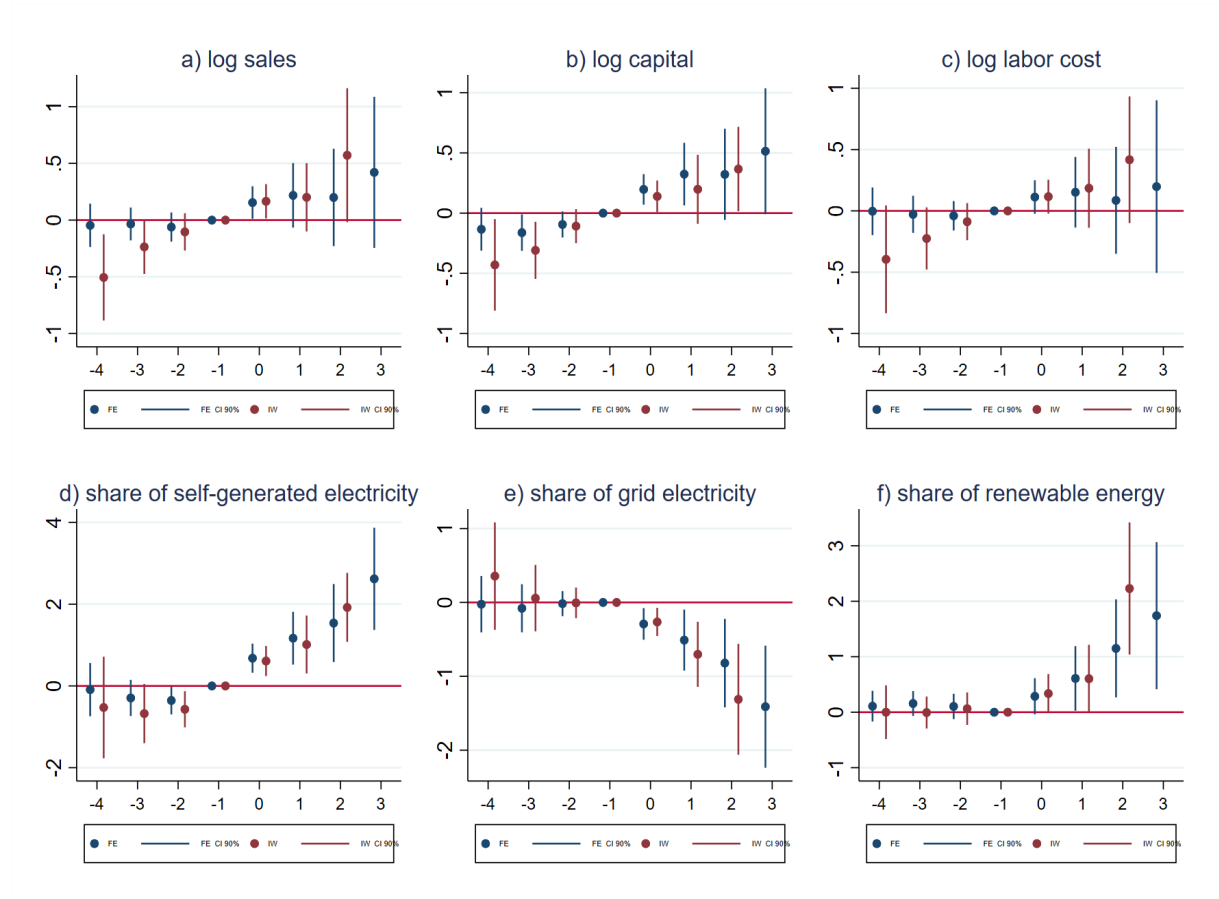 a) log sales
1
.5
0
-.5
-1
-4 -3 -2 -1 0 1 2 3
FE FE CI 90% IW IW CI 90%
b) log capital
1
.5
0
-.5
-1
-4 -3 -2 -1 0 1 2 3
FE FE CI 90% IW IW CI 90%
c) log labor cost
1
.5
0
-.5
-1
-4 -3 -2 -1 0 1 2 3
FE FE CI 90% IW IW CI 90%
d) share of self-generated electricity
4
2
0
-2
-4 -3 -2 -1 0 1 2 3
FE FE CI 90% IW IW CI 90%
e) share of grid electricity
1
0
-1
-2
-4 -3 -2 -1 0 1 2 3
FE FE CI 90% IW IW CI 90%
f) share of renewable energy
3
2
1
0
-1
-4 -3 -2 -1 0 1 2 3
FE FE CI 90% IW IW CI 90%